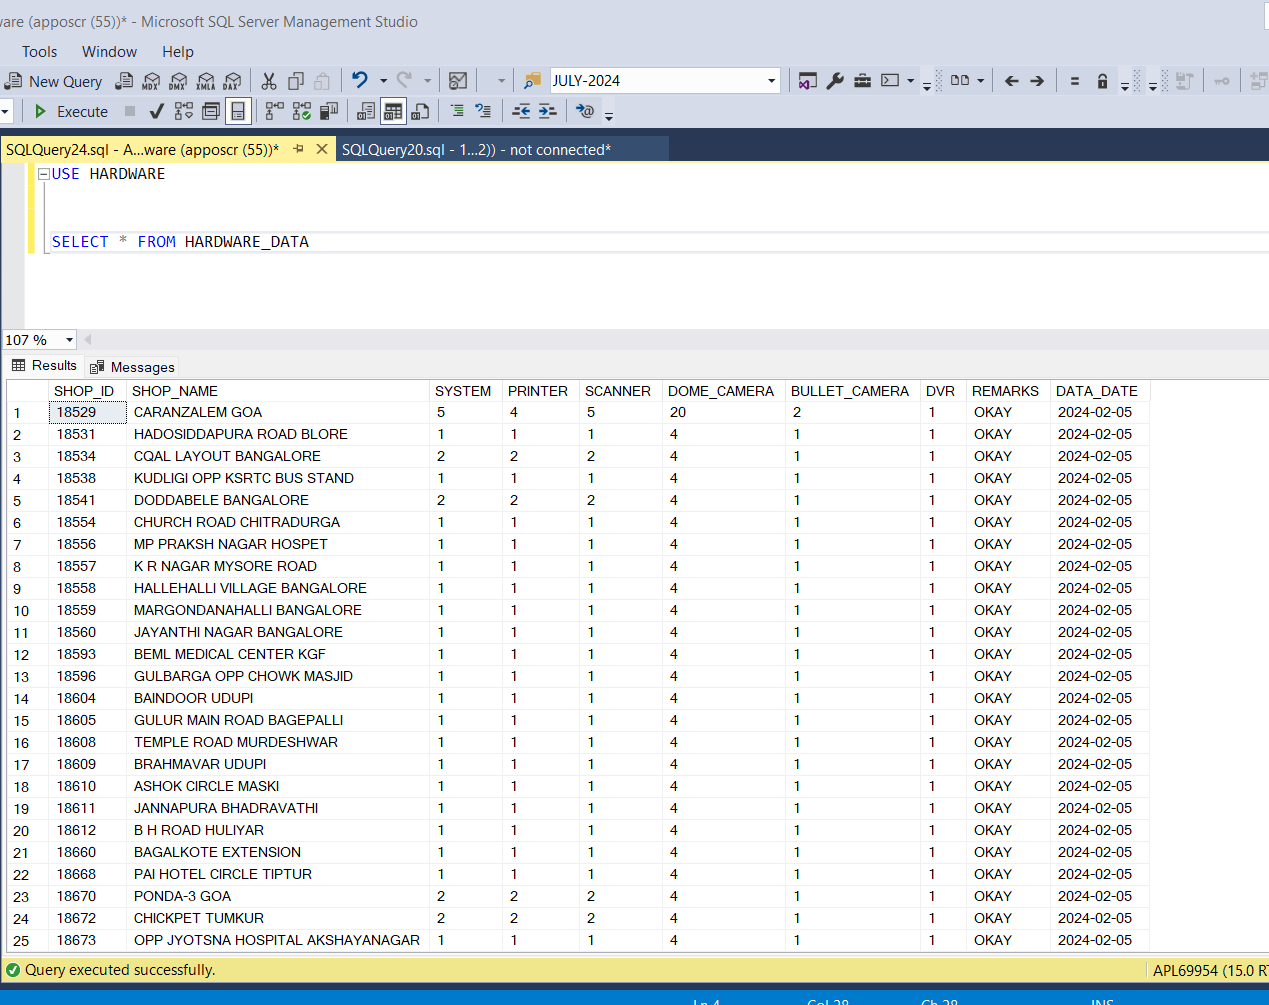 ware (apposcr (55))* - Microsoft SQL Server Management Studio
Tools Window Help
New Query MDX DMX XMLA DAX JULY-2024
Execute
SQLQuery24.sql - A...ware (apposcr (55))* SQLQuery20.sql - 1...2)) - not connected*
USE HARDWARE
SELECT * FROM HARDWARE_DATA
107 %
Results Messages
SHOP_ID SHOP_NAME SYSTEM PRINTER SCANNER DOME_CAMERA BULLET_CAMERA DVR REMARKS DATA_DATE
1 18529 CARANZALEM GOA 5 4 5 20 2 1 OKAY 2024-02-05
2 18531 HADOSIDDAPURA ROAD BLORE 1 1 1 4 1 1 OKAY 2024-02-05
3 18534 CQAL LAYOUT BANGALORE 2 2 2 4 1 1 OKAY 2024-02-05
4 18538 KUDLIGI OPP KSRTC BUS STAND 1 1 1 4 1 1 OKAY 2024-02-05
5 18541 DODDABELE BANGALORE 2 2 2 4 1 1 OKAY 2024-02-05
6 18554 CHURCH ROAD CHITRADURGA 1 1 1 4 1 1 OKAY 2024-02-05
7 18556 MP PRAKSH NAGAR HOSPET 1 1 1 4 1 1 OKAY 2024-02-05
8 18557 K R NAGAR MYSORE ROAD 1 1 1 4 1 1 OKAY 2024-02-05
9 18558 HALLEHALLI VILLAGE BANGALORE 1 1 1 4 1 1 OKAY 2024-02-05
10 18559 MARGONDANAHALLI BANGALORE 1 1 1 4 1 1 OKAY 2024-02-05
11 18560 JAYANTHI NAGAR BANGALORE 1 1 1 4 1 1 OKAY 2024-02-05
12 18593 BEML MEDICAL CENTER KGF 1 1 1 4 1 1 OKAY 2024-02-05
13 18596 GULBARGA OPP CHOWK MASJID 1 1 1 4 1 1 OKAY 2024-02-05
14 18604 BAINDOOR UDUPI 1 1 1 4 1 1 OKAY 2024-02-05
15 18605 GULUR MAIN ROAD BAGEPALLI 1 1 1 4 1 1 OKAY 2024-02-05
16 18608 TEMPLE ROAD MURDESHWAR 1 1 1 4 1 1 OKAY 2024-02-05
17 18609 BRAHMAVAR UDUPI 1 1 1 4 1 1 OKAY 2024-02-05
18 18610 ASHOK CIRCLE MASKI 1 1 1 4 1 1 OKAY 2024-02-05
19 18611 JANNAPURA BHADRAVATHI 1 1 1 4 1 1 OKAY 2024-02-05
20 18612 B H ROAD HULIYAR 1 1 1 4 1 1 OKAY 2024-02-05
21 18660 BAGALKOTE EXTENSION 1 1 1 4 1 1 OKAY 2024-02-05
22 18668 PAI HOTEL CIRCLE TIPTUR 1 1 1 4 1 1 OKAY 2024-02-05
23 18670 PONDA-3 GOA 2 2 2 4 1 1 OKAY 2024-02-05
24 18672 CHICKPET TUMKUR 2 2 2 4 1 1 OKAY 2024-02-05
25 18673 OPP JYOTSNA HOSPITAL AKSHAYANAGAR 1 1 1 4 1 1 OKAY 2024-02-05
Query executed successfully. APL69954 (15.0 RT
Ln 4 Col 28 Ch 28 INS